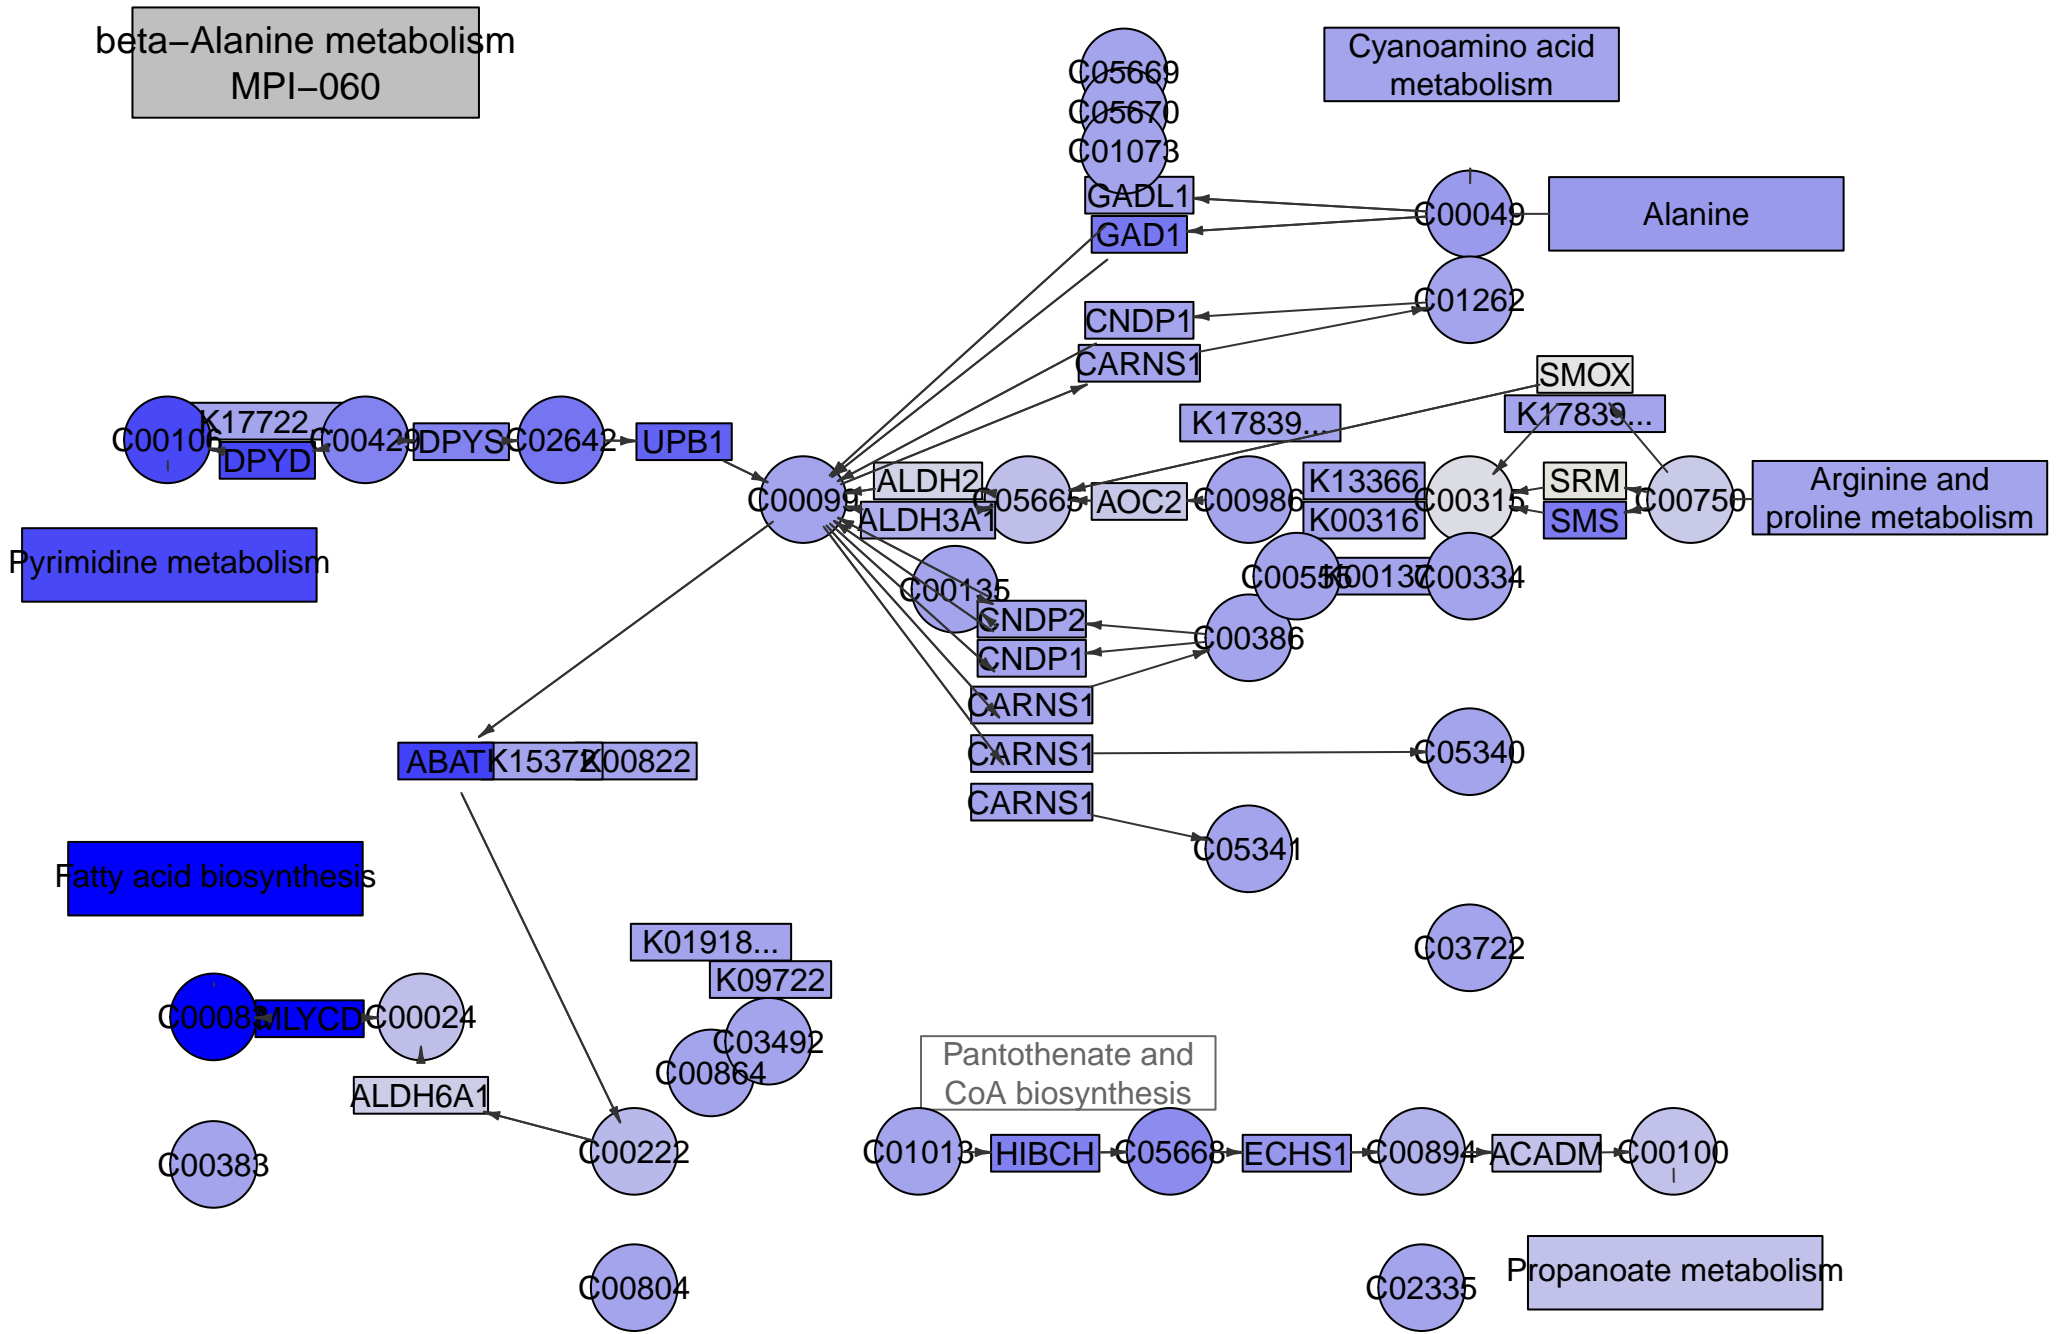 beta−Alanine metabolism
MPI−060
C05669
C05670
C01073
Cyanoamino acid
metabolism
GADL1
GAD1
C00049
Alanine
C01262
CNDP1
CARNS1
SMOX
K17839...
K17839...
C00106
K17722...
DPYD
C00429
DPYS
C02642
UPB1
C00099
ALDH2
ALDH3A1
C05665
AOC2
C00986
K13366
K00316
C00315
SRM
SMS
C00750
Arginine and
proline metabolism
Pyrimidine metabolism
C00135
C00555
K00137
C00334
CNDP2
CNDP1
C00386
CARNS1
CARNS1
CARNS1
C05340
C05341
ABAT
K15372
K00822
Fatty acid biosynthesis
K01918...
K09722
C03722
MLYCD
C00024
C03492
C00864
ALDH6A1
Pantothenate and
CoA biosynthesis
C00383
C00222
C01013
HIBCH
C05668
ECHS1
C00894
ACADM
C00100
C00804
C02335
Propanoate metabolism